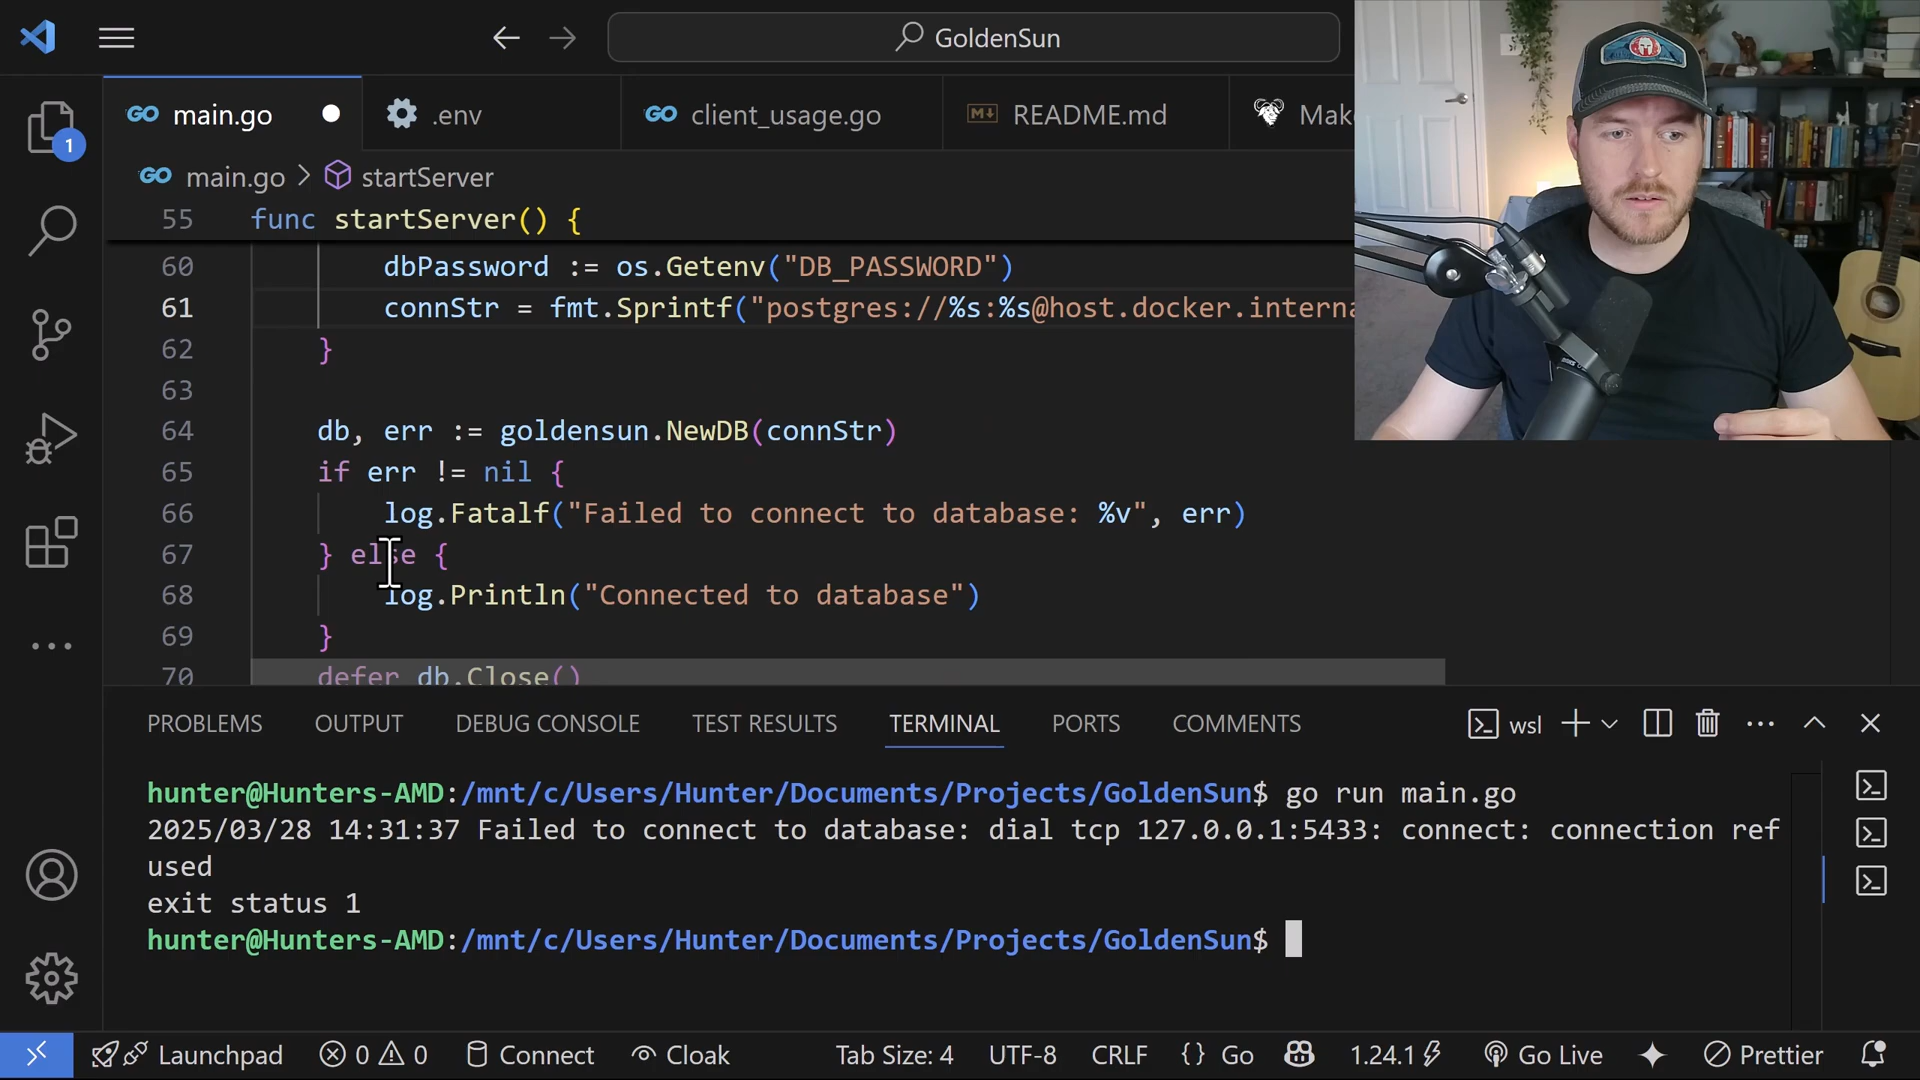 GoldenSun
main.go
.env
client_usage.go
README.md
Mak
1
main.go > startServer
55 func startServer() {
60 dbPassword := os.Getenv("DB_PASSWORD")
61 connStr = fmt.Sprintf("postgres://%s:%s@host.docker.interna
62 }
63
64 db, err := goldensun.NewDB(connStr)
65 if err != nil {
66 log.Fatalf("Failed to connect to database: %v", err)
67 } else {
68 log.Println("Connected to database")
69 }
70 defer db.Close()
PROBLEMS OUTPUT DEBUG CONSOLE TEST RESULTS TERMINAL PORTS COMMENTS wsl
hunter@Hunters-AMD:/mnt/c/Users/Hunter/Documents/Projects/GoldenSun$ go run main.go
2025/03/28 14:31:37 Failed to connect to database: dial tcp 127.0.0.1:5433: connect: connection ref
used
exit status 1
hunter@Hunters-AMD:/mnt/c/Users/Hunter/Documents/Projects/GoldenSun$
Launchpad 0 0 Connect Cloak Tab Size: 4 UTF-8 CRLF {} Go 1.24.1 Go Live Prettier